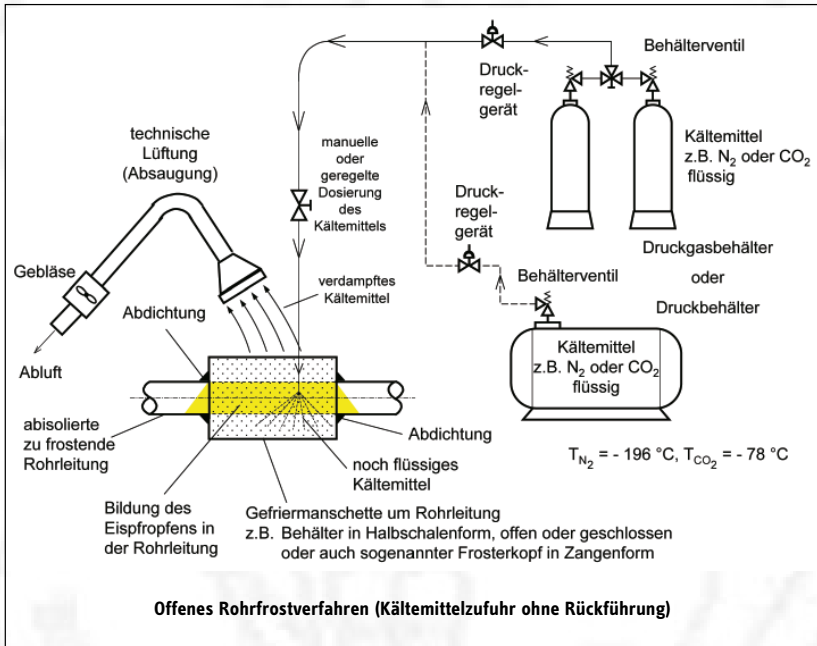 Behälterventil
Druck-
regel-
gerät
technische
Lüftung
(Absaugung)
manuelle
oder
geregelte
Dosierung
des
Kältemittels
Kältemittel
z.B. N₂ oder CO₂
flüssig
Druck-
regel-
gerät
Druckgasbehälter
oder
Druckbehälter
Gebläse
Behälterventil
verdampftes
Kältemittel
Abdichtung
Abluft
Kältemittel
z.B. N₂ oder CO₂
flüssig
abisolierte
zu frostende
Rohrleitung
Abdichtung
noch flüssiges
Kältemittel
T_N₂ = - 196 °C, T_CO₂ = - 78 °C
Bildung des
Eispfropfens in
der Rohrleitung
Gefriermanschette um Rohrleitung
z.B. Behälter in Halbschalenform, offen oder geschlossen
oder auch sogenannter Frosterkopf in Zangenform
Offenes Rohrfrostverfahren (Kältemittelzufuhr ohne Rückführung)